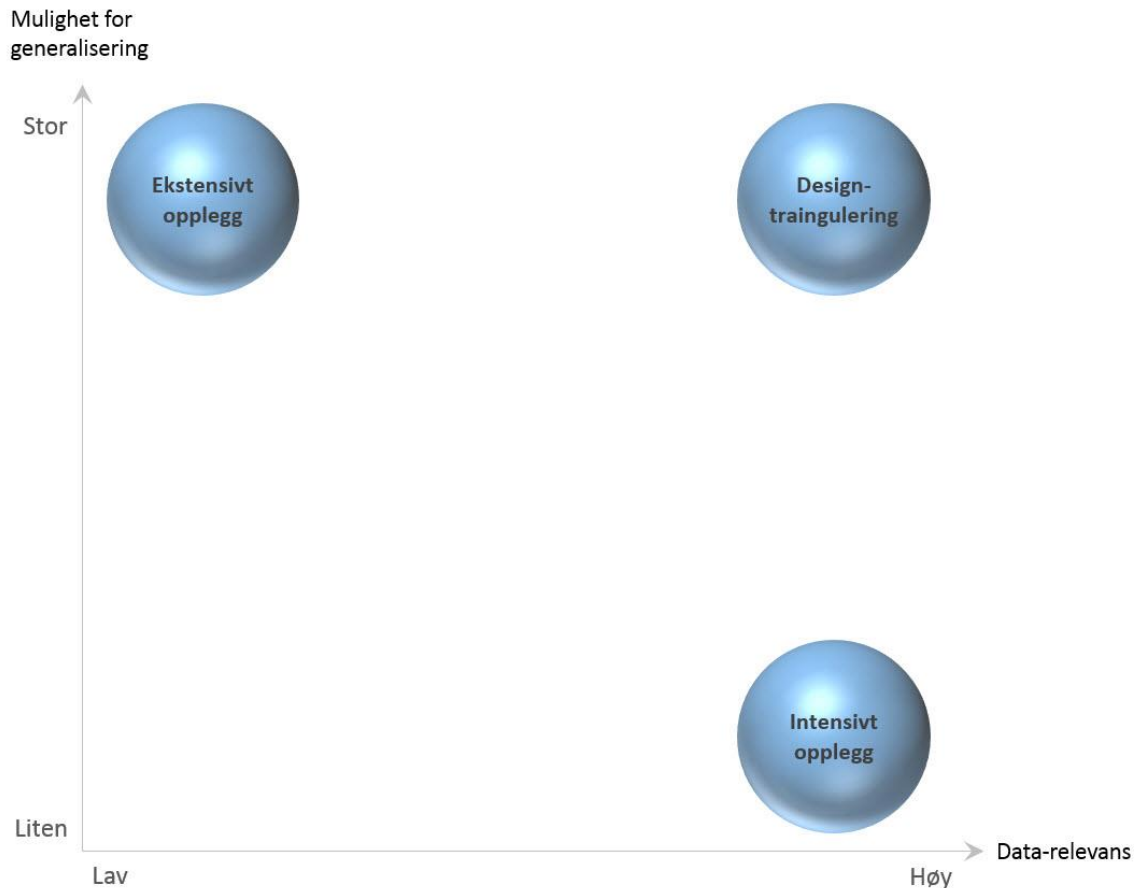 Mulighet for
generalisering
Stor
Ekstensivt
opplegg
Design-
traingulering
Intensivt
opplegg
Liten
Data-relevans
Lav
Høy